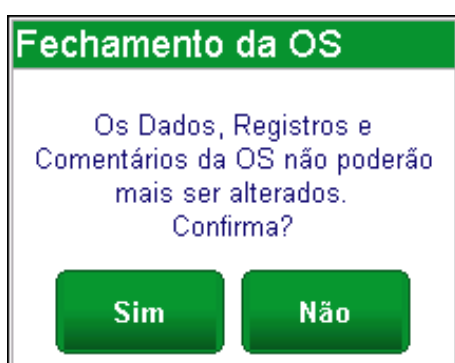 Fechamento da OS
Os Dados, Registros e
Comentários da OS não poderão
mais ser alterados.
Confirma?
Sim
Não